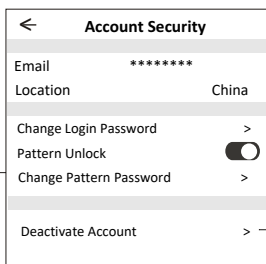 Account Security
Email ********
Location China
Change Login Password >
Pattern Unlock
Change Pattern Password >
Deactivate Account >